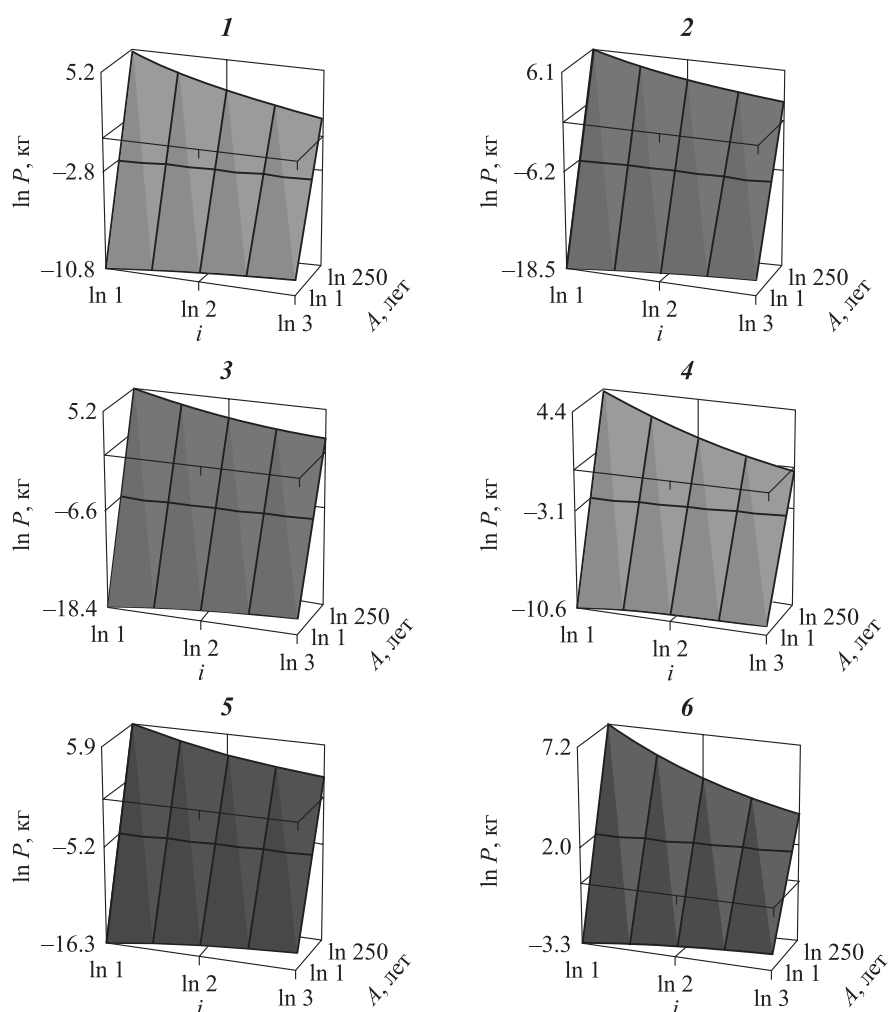 1
2
5.2
–2.8
–10.8
ln P, кг
ln 1
ln 2
ln 3
i
ln 1
ln 250
A, лет
6.1
–6.2
–18.5
ln P, кг
ln 1
ln 2
ln 3
i
ln 1
ln 250
A, лет
3
4
5.2
–6.6
–18.4
ln P, кг
ln 1
ln 2
ln 3
i
ln 1
ln 250
A, лет
4.4
–3.1
–10.6
ln P, кг
ln 1
ln 2
ln 3
i
ln 1
ln 250
A, лет
5
6
5.9
–5.2
–16.3
ln P, кг
ln 1
ln 2
ln 3
i
ln 1
ln 250
A, лет
7.2
2.0
–3.3
ln P, кг
ln 1
ln 2
ln 3
i
ln 1
ln 250
A, лет